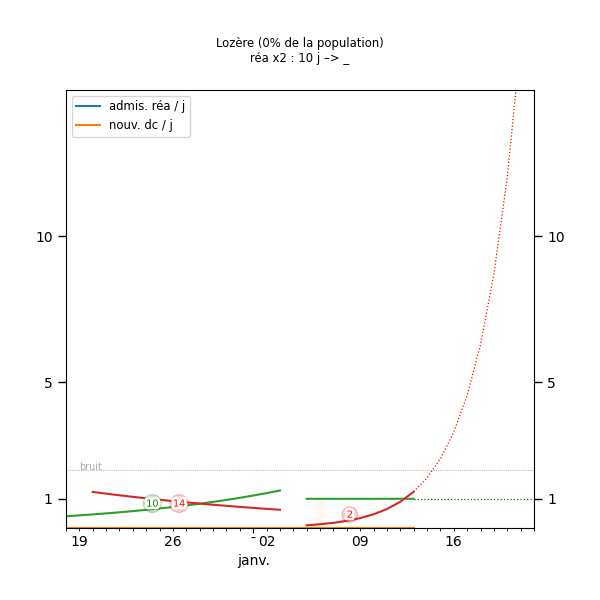 Lozère (0% de la population)
réa x2 : 10 j –> _
admis. réa / j
nouv. dc / j
10 10
5 5
bruit
1 1
10 14 2
19 26 02 09 16
janv.